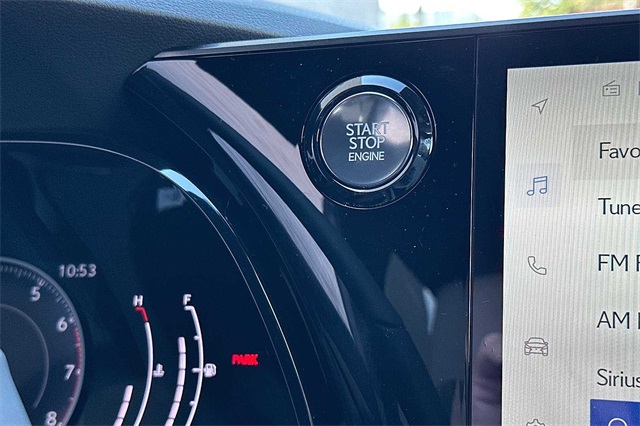 START
STOP
ENGINE
10:53
5
6
7
8
H
F
PARK
Favo
Tune
FM
AM
Sirius